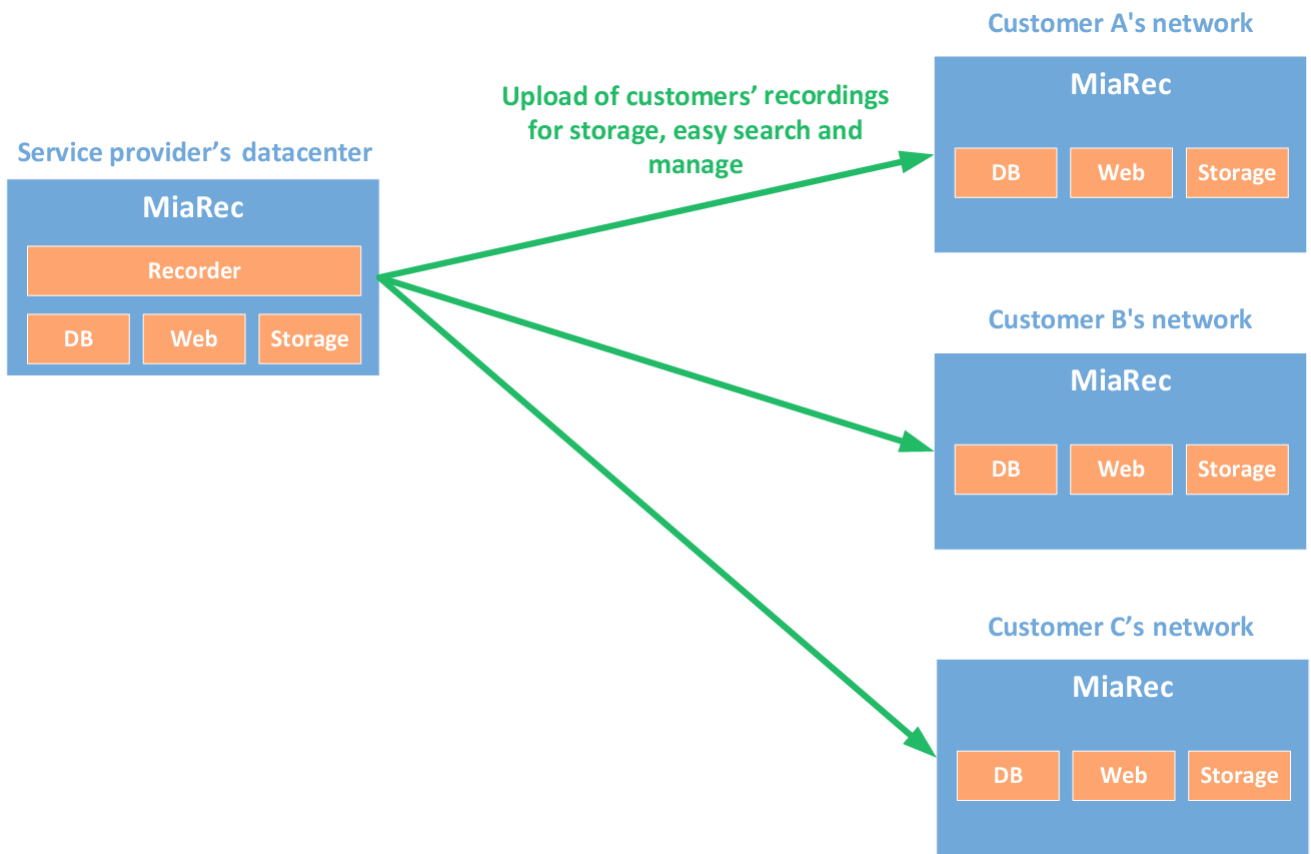 Service provider’s datacenter
MiaRec
Recorder
DB
Web
Storage
Upload of customers’ recordings
for storage, easy search and
manage
Customer A's network
MiaRec
DB
Web
Storage
Customer B's network
MiaRec
DB
Web
Storage
Customer C’s network
MiaRec
DB
Web
Storage